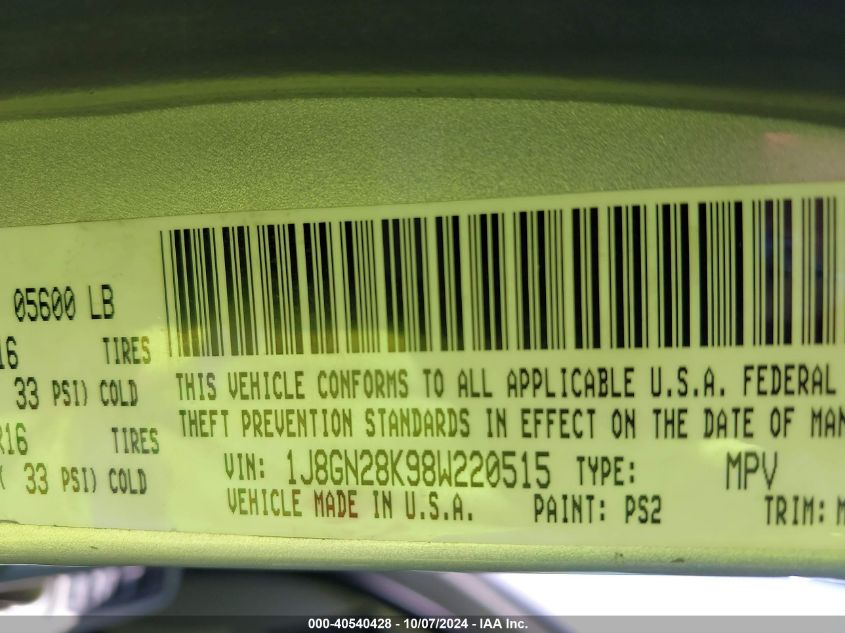 05600 LB
16 TIRES
33 PSI) COLD
R16 TIRES
( 33 PSI) COLD
THIS VEHICLE CONFORMS TO ALL APPLICABLE U.S.A. FEDERAL
THEFT PREVENTION STANDARDS IN EFFECT ON THE DATE OF MAN
VIN: 1J8GN28K98W220515 TYPE: MPV
VEHICLE MADE IN U.S.A. PAINT: PS2 TRIM: M
000-40540428 - 10/07/2024 - IAA Inc.